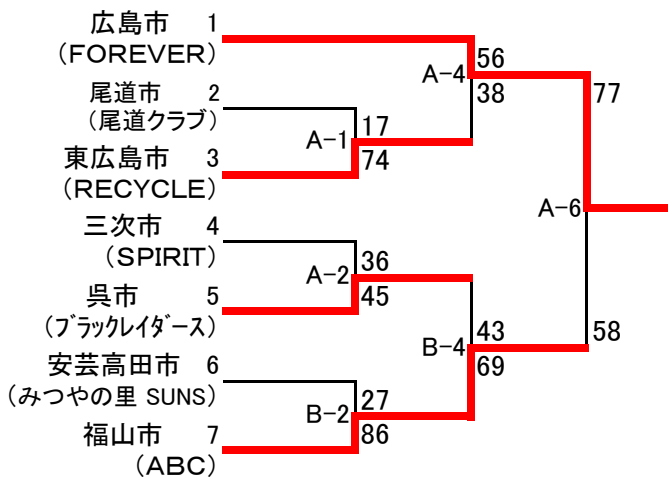 広島市 1
(FOREVER)
尾道市 2
(尾道クラブ)
東広島市 3
(RECYCLE)
三次市 4
(SPIRIT)
呉市 5
(ブラックレイダース)
安芸高田市 6
(みつやの里 SUNS)
福山市 7
(ABC)
A-1
17
74
A-2
36
45
B-2
27
86
A-4
56
38
B-4
43
69
A-6
77
58